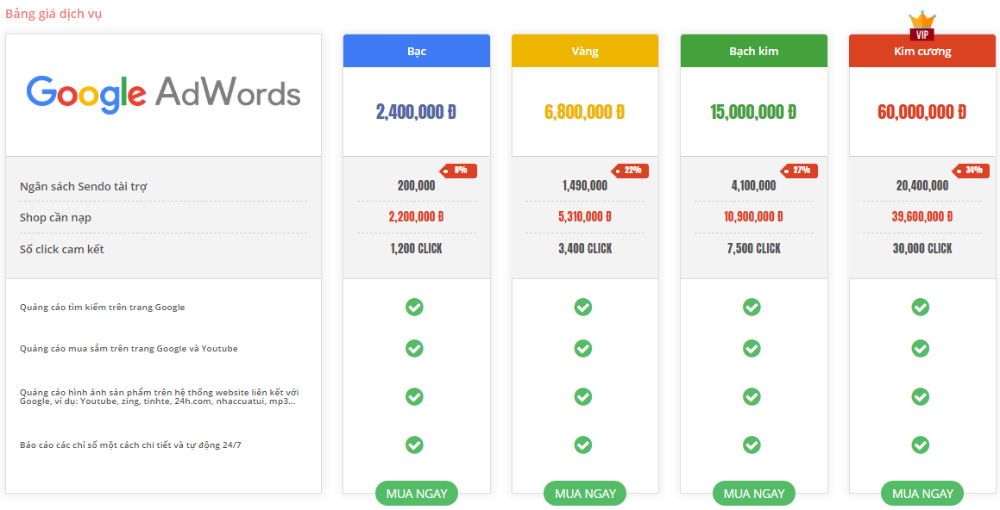 Bảng giá dịch vụ
VIP
Google AdWords
Bạc
Vàng
Bạch kim
Kim cương
2,400,000 Đ
6,800,000 Đ
15,000,000 Đ
60,000,000 Đ
8%
22%
27%
34%
Ngân sách Sendo tài trợ
200,000
1,490,000
4,100,000
20,400,000
Shop cần nạp
2,200,000 Đ
5,310,000 Đ
10,900,000 Đ
39,600,000 Đ
Số click cam kết
1,200 CLICK
3,400 CLICK
7,500 CLICK
30,000 CLICK
Quảng cáo tìm kiếm trên trang Google
Quảng cáo mua sắm trên trang Google và Youtube
Quảng cáo hình ảnh sản phẩm trên hệ thống website liên kết với
Google, ví dụ: Youtube, zing, tinhte, 24h.com, nhaccuatui, mp3...
Báo cáo các chỉ số một cách chi tiết và tự động 24/7
MUA NGAY
MUA NGAY
MUA NGAY
MUA NGAY